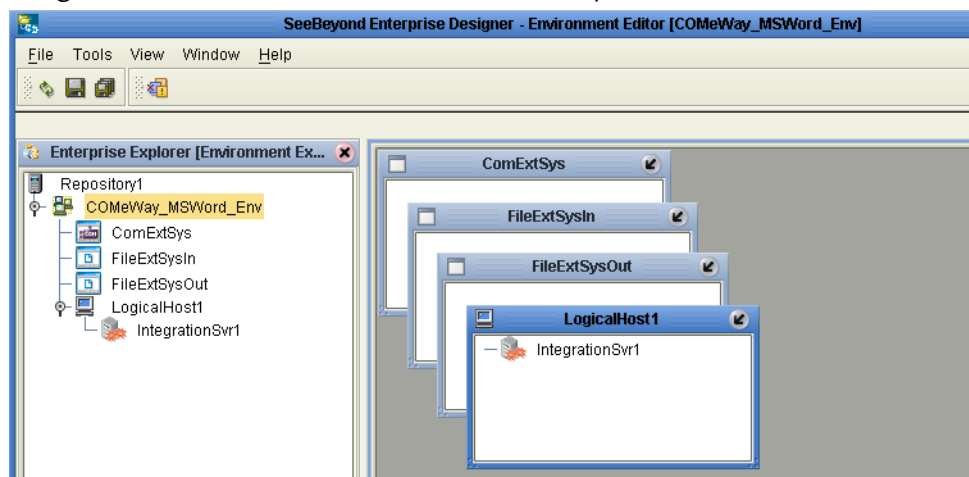 SeeBeyond Enterprise Designer - Environment Editor [COMeWay_MSWord_Env]
File Tools View Window Help
Enterprise Explorer [Environment Ex...
Repository1
COMeWay_MSWord_Env
ComExtSys
FileExtSysIn
FileExtSysOut
LogicalHost1
IntegrationSvr1
ComExtSys
FileExtSysIn
FileExtSysOut
LogicalHost1
IntegrationSvr1